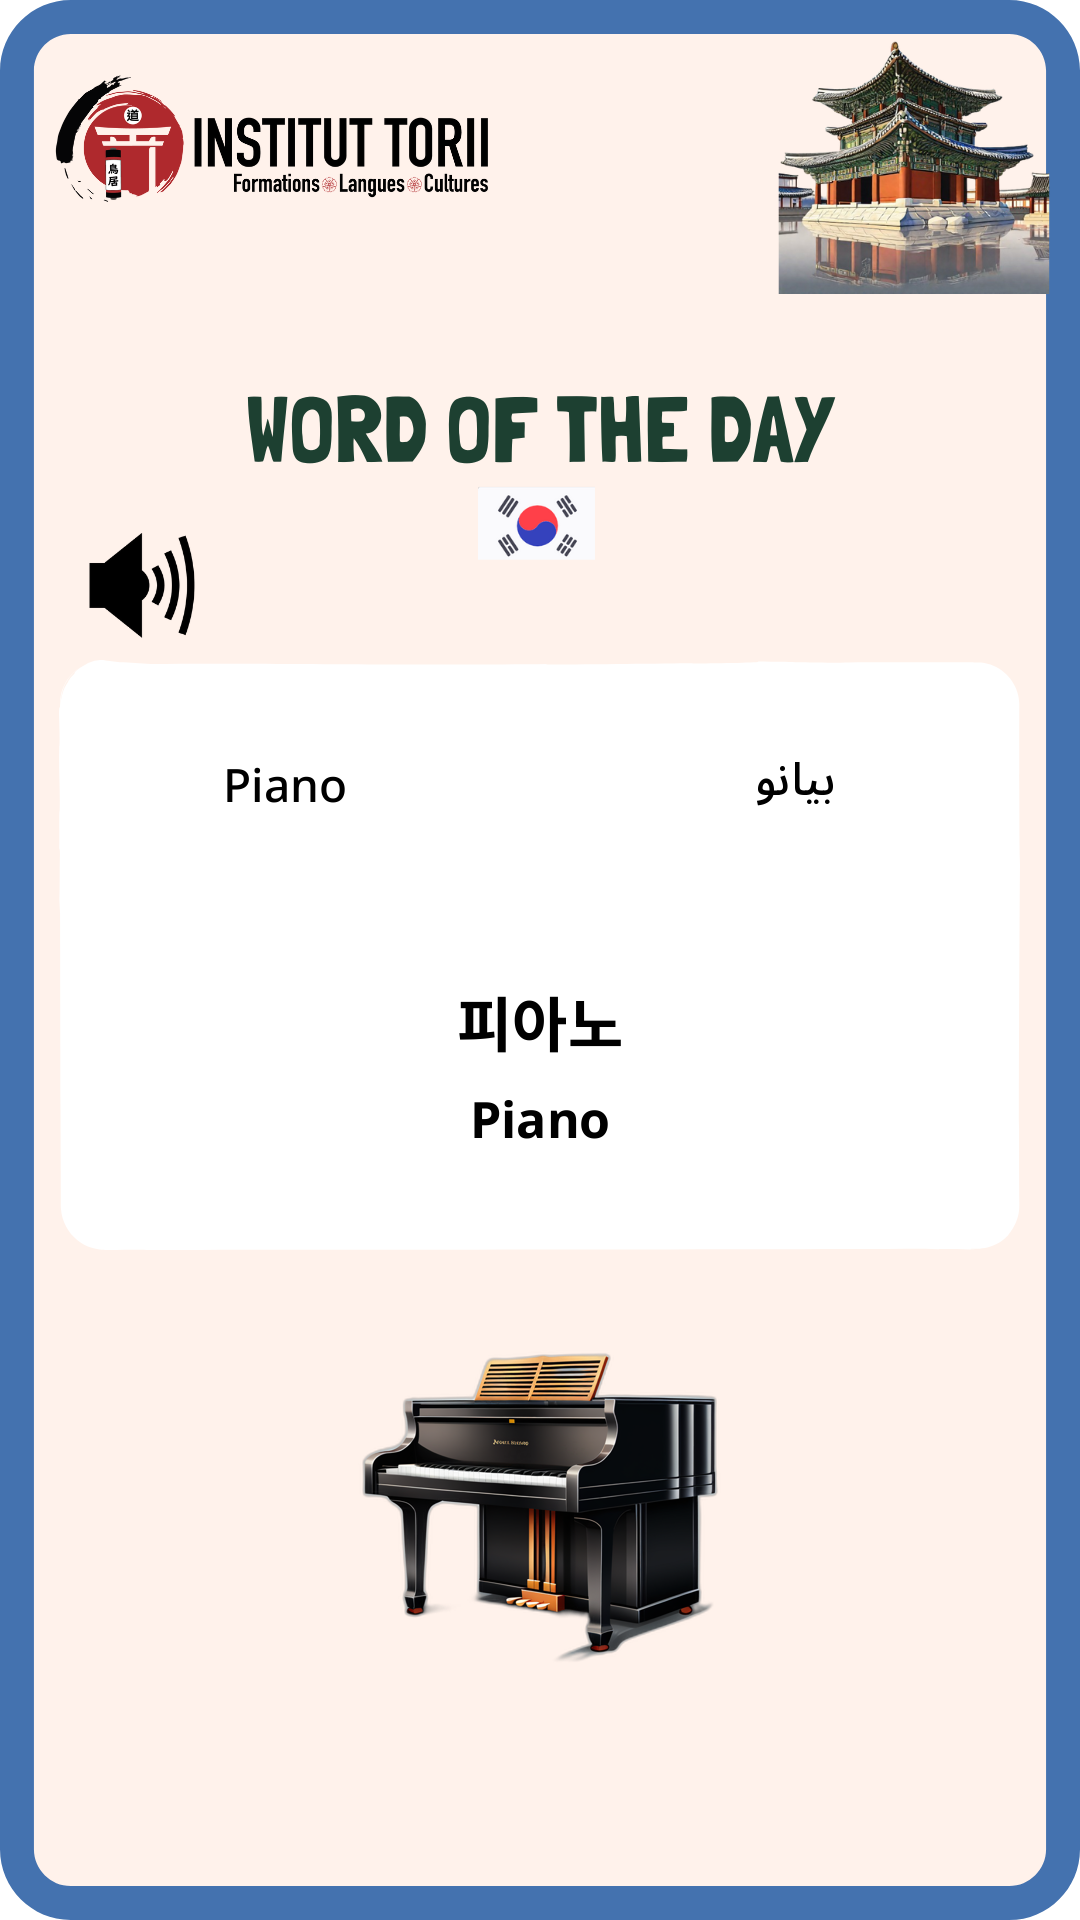 道
鳥居
INSTITUT TORII
Formations Langues Cultures
WORD OF THE DAY
Piano
بيانو
피아노
Piano